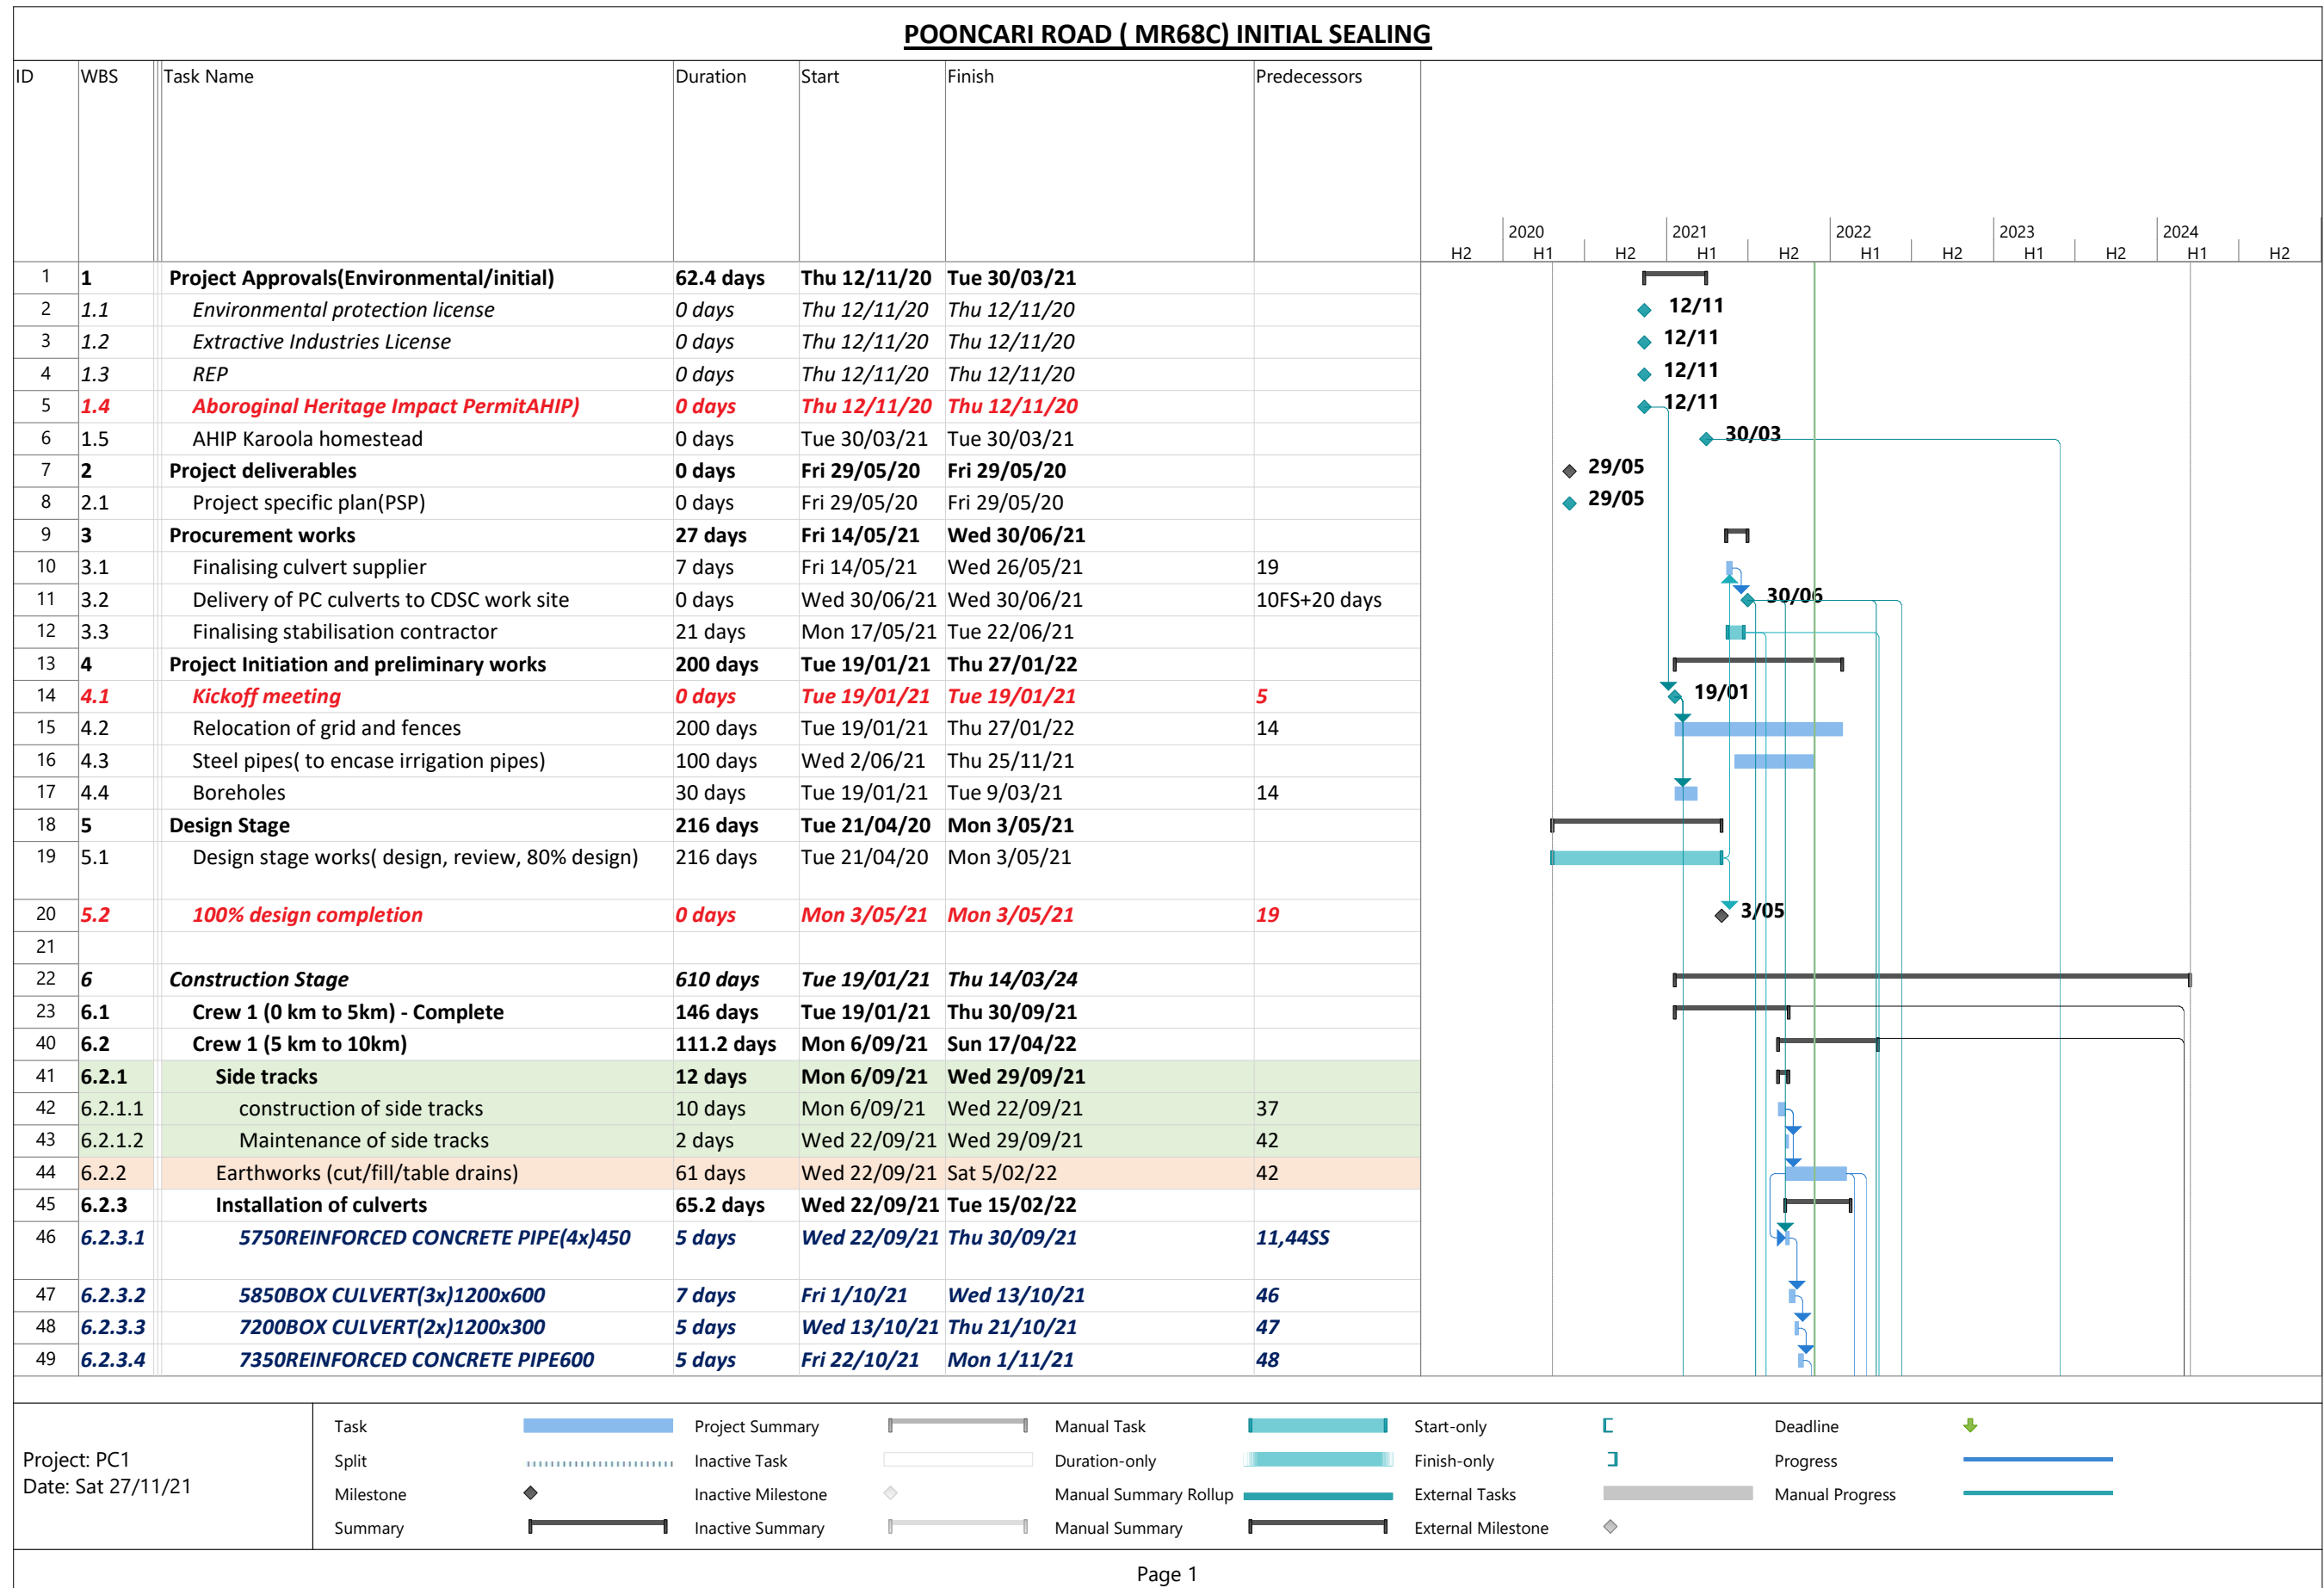 POONCARI ROAD ( MR68C) INITIAL SEALING
ID WBS Task Name Duration Start Finish Predecessors
2020 2021 2022 2023 2024
H2 H1 H2 H1 H2 H1 H2 H1 H2 H1 H2
1 1 Project Approvals(Environmental/initial) 62.4 days Thu 12/11/20 Tue 30/03/21
2 1.1 Environmental protection license 0 days Thu 12/11/20 Thu 12/11/20 12/11
3 1.2 Extractive Industries License 0 days Thu 12/11/20 Thu 12/11/20 12/11
4 1.3 REP 0 days Thu 12/11/20 Thu 12/11/20 12/11
5 1.4 Aboroginal Heritage Impact PermitAHIP) 0 days Thu 12/11/20 Thu 12/11/20 12/11
6 1.5 AHIP Karoola homestead 0 days Tue 30/03/21 Tue 30/03/21 30/03
7 2 Project deliverables 0 days Fri 29/05/20 Fri 29/05/20 29/05
8 2.1 Project specific plan(PSP) 0 days Fri 29/05/20 Fri 29/05/20 29/05
9 3 Procurement works 27 days Fri 14/05/21 Wed 30/06/21
10 3.1 Finalising culvert supplier 7 days Fri 14/05/21 Wed 26/05/21 19
11 3.2 Delivery of PC culverts to CDSC work site 0 days Wed 30/06/21 Wed 30/06/21 10FS+20 days 30/06
12 3.3 Finalising stabilisation contractor 21 days Mon 17/05/21 Tue 22/06/21
13 4 Project Initiation and preliminary works 200 days Tue 19/01/21 Thu 27/01/22
14 4.1 Kickoff meeting 0 days Tue 19/01/21 Tue 19/01/21 5 19/01
15 4.2 Relocation of grid and fences 200 days Tue 19/01/21 Thu 27/01/22 14
16 4.3 Steel pipes( to encase irrigation pipes) 100 days Wed 2/06/21 Thu 25/11/21
17 4.4 Boreholes 30 days Tue 19/01/21 Tue 9/03/21 14
18 5 Design Stage 216 days Tue 21/04/20 Mon 3/05/21
19 5.1 Design stage works( design, review, 80% design) 216 days Tue 21/04/20 Mon 3/05/21
20 5.2 100% design completion 0 days Mon 3/05/21 Mon 3/05/21 19 3/05
21
22 6 Construction Stage 610 days Tue 19/01/21 Thu 14/03/24
23 6.1 Crew 1 (0 km to 5km) - Complete 146 days Tue 19/01/21 Thu 30/09/21
40 6.2 Crew 1 (5 km to 10km) 111.2 days Mon 6/09/21 Sun 17/04/22
41 6.2.1 Side tracks 12 days Mon 6/09/21 Wed 29/09/21
42 6.2.1.1 construction of side tracks 10 days Mon 6/09/21 Wed 22/09/21 37
43 6.2.1.2 Maintenance of side tracks 2 days Wed 22/09/21 Wed 29/09/21 42
44 6.2.2 Earthworks (cut/fill/table drains) 61 days Wed 22/09/21 Sat 5/02/22 42
45 6.2.3 Installation of culverts 65.2 days Wed 22/09/21 Tue 15/02/22
46 6.2.3.1 5750REINFORCED CONCRETE PIPE(4x)450 5 days Wed 22/09/21 Thu 30/09/21 11,44SS
47 6.2.3.2 5850BOX CULVERT(3x)1200x600 7 days Fri 1/10/21 Wed 13/10/21 46
48 6.2.3.3 7200BOX CULVERT(2x)1200x300 5 days Wed 13/10/21 Thu 21/10/21 47
49 6.2.3.4 7350REINFORCED CONCRETE PIPE600 5 days Fri 22/10/21 Mon 1/11/21 48
Project: PC1
Date: Sat 27/11/21
Task Project Summary Manual Task Start-only Deadline
Split Inactive Task Duration-only Finish-only Progress
Milestone Inactive Milestone Manual Summary Rollup External Tasks Manual Progress
Summary Inactive Summary Manual Summary External Milestone
Page 1